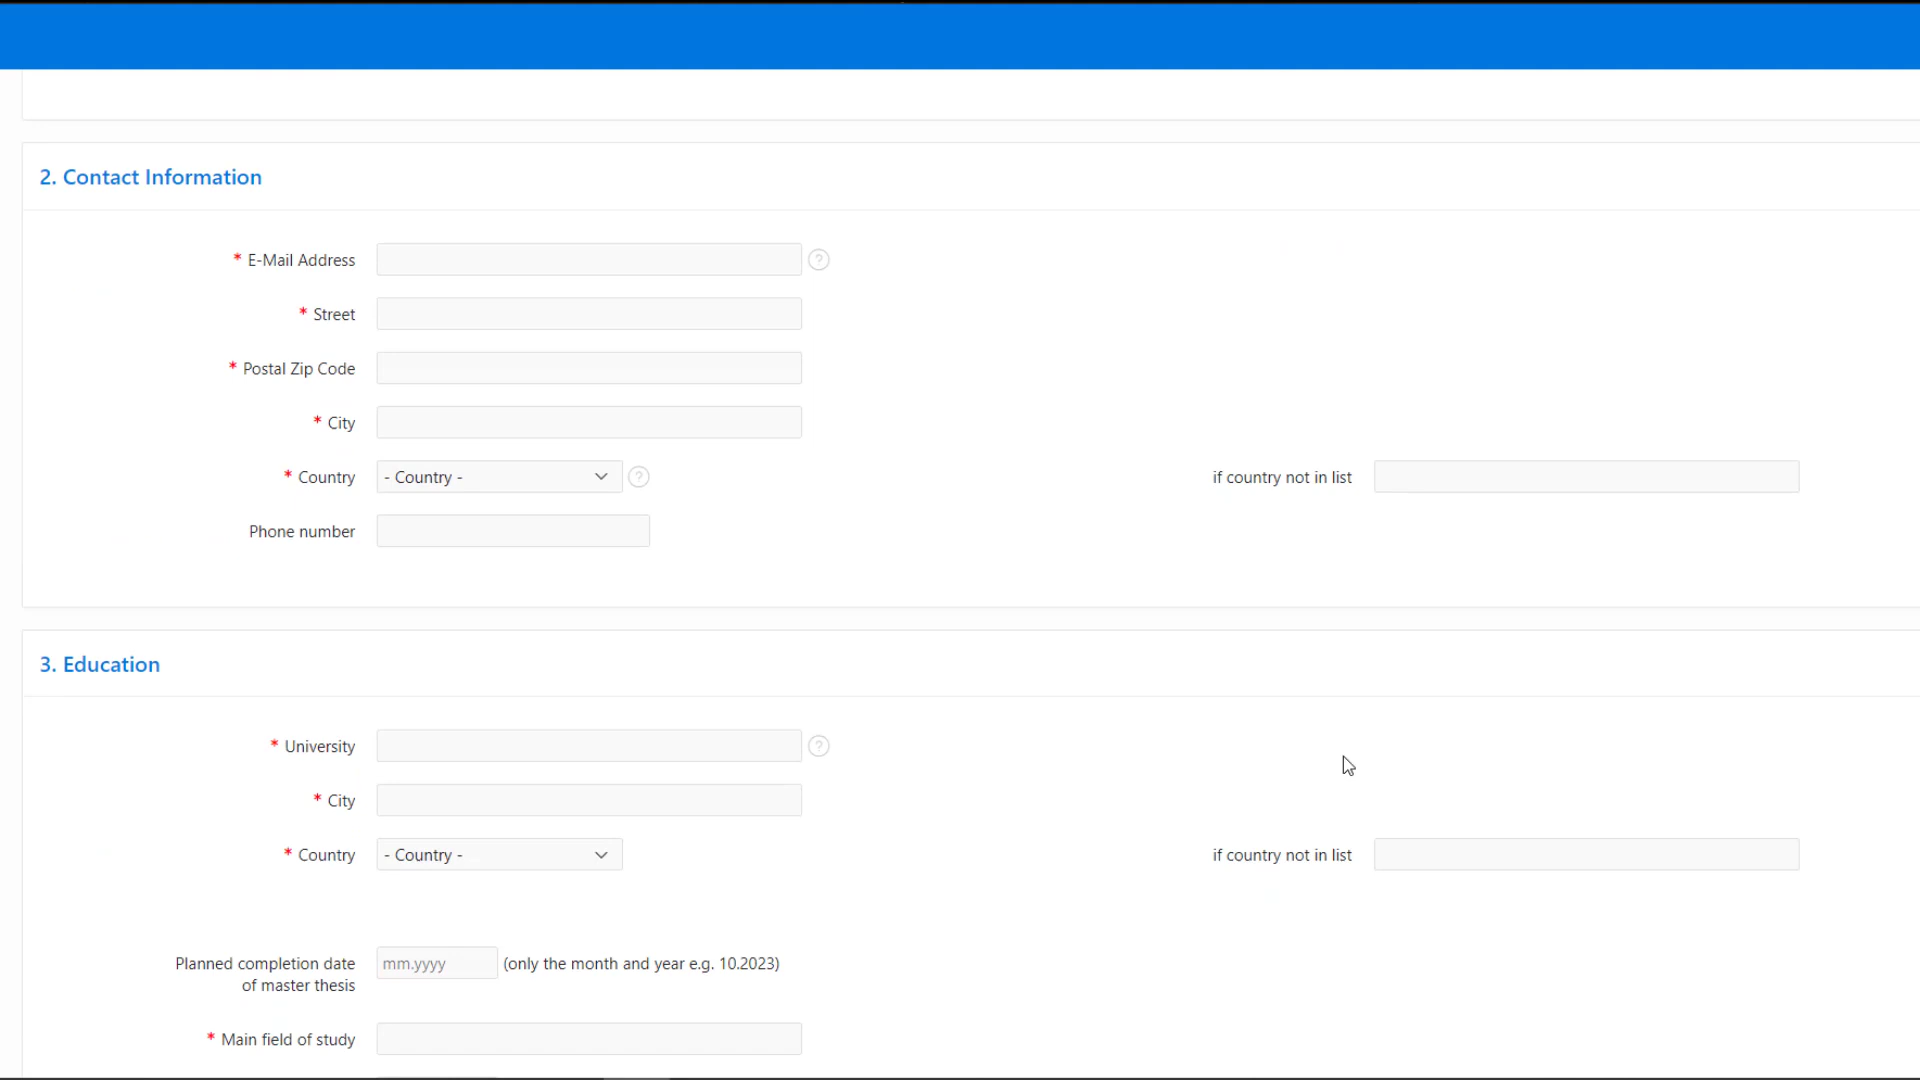 2. Contact Information
* E-Mail Address
?
* Street
* Postal Zip Code
* City
* Country - Country - ? if country not in list
Phone number
3. Education
* University
?
* City
* Country - Country - if country not in list
Planned completion date
of master thesis
mm.yyyy (only the month and year e.g. 10.2023)
* Main field of study